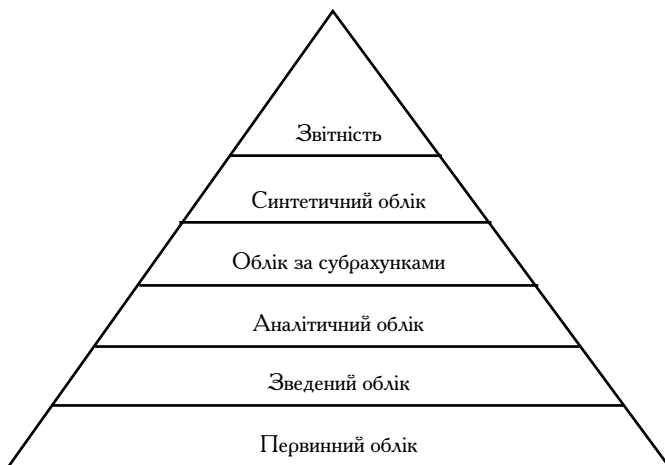 Звітність
Синтетичний облік
Облік за субрахунками
Аналітичний облік
Зведений облік
Первинний облік